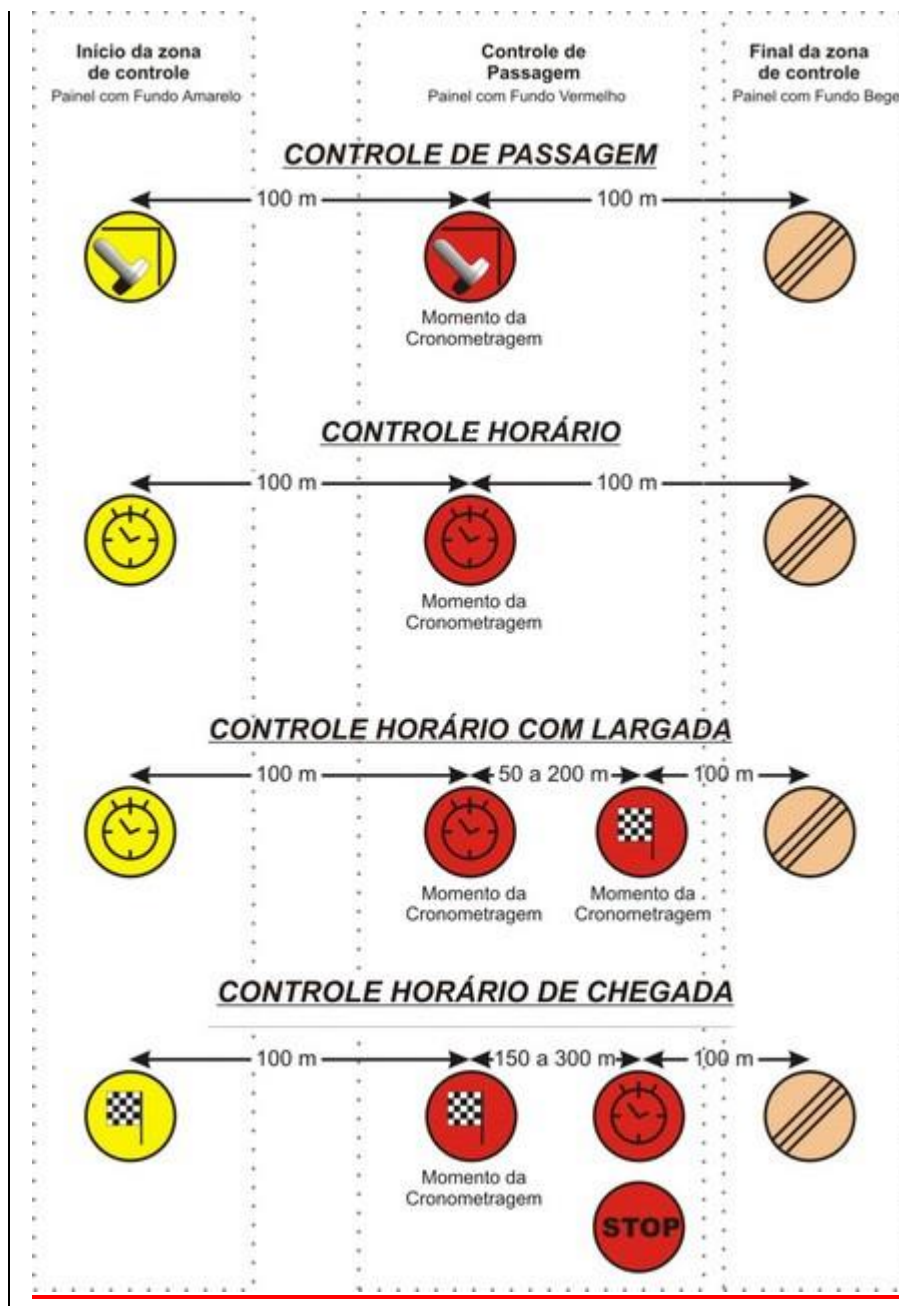 Início da zona
de controle
Painel com Fundo Amarelo
Controle de
Passagem
Painel com Fundo Vermelho
Final da zona
de controle
Painel com Fundo Bege
CONTROLE DE PASSAGEM
100 m
100 m
Momento da
Cronometragem
CONTROLE HORÁRIO
100 m
100 m
Momento da
Cronometragem
CONTROLE HORÁRIO COM LARGADA
100 m
50 a 200 m
100 m
Momento da
Cronometragem
Momento da
Cronometragem
CONTROLE HORÁRIO DE CHEGADA
100 m
150 a 300 m
100 m
Momento da
Cronometragem
STOP